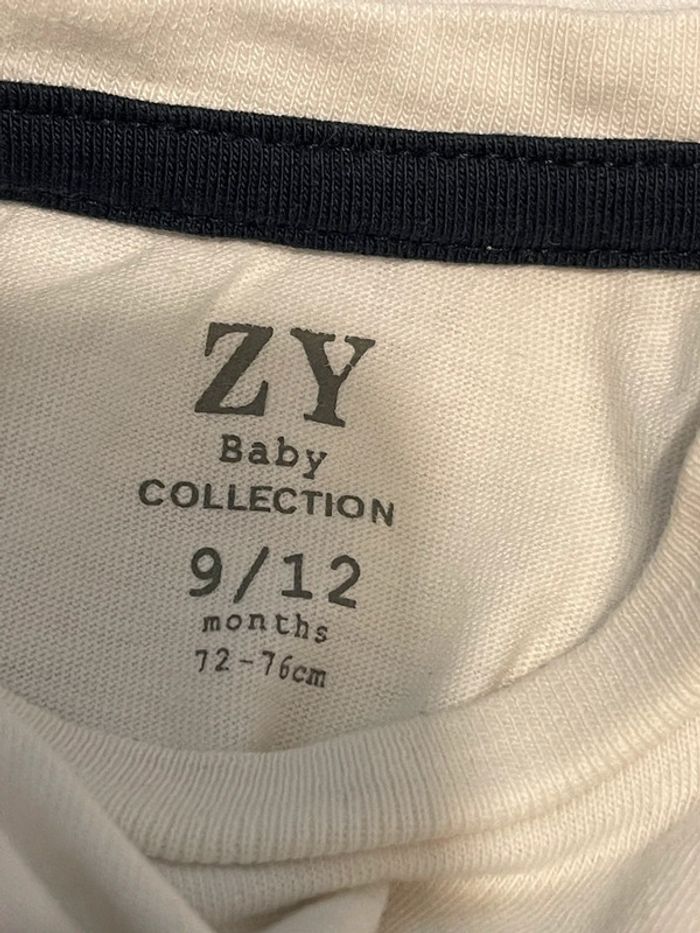 ZY
Baby
COLLECTION
9/12
months
72-76cm